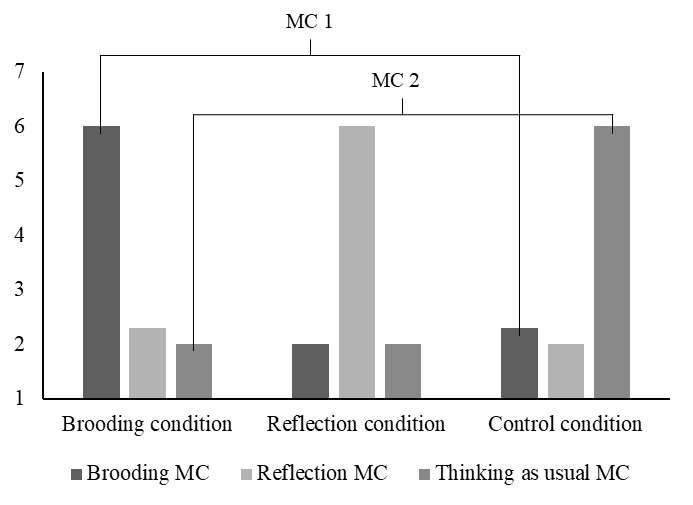 MC 1
MC 2
7
6
5
4
3
2
1
Brooding condition Reflection condition Control condition
Brooding MC Reflection MC Thinking as usual MC